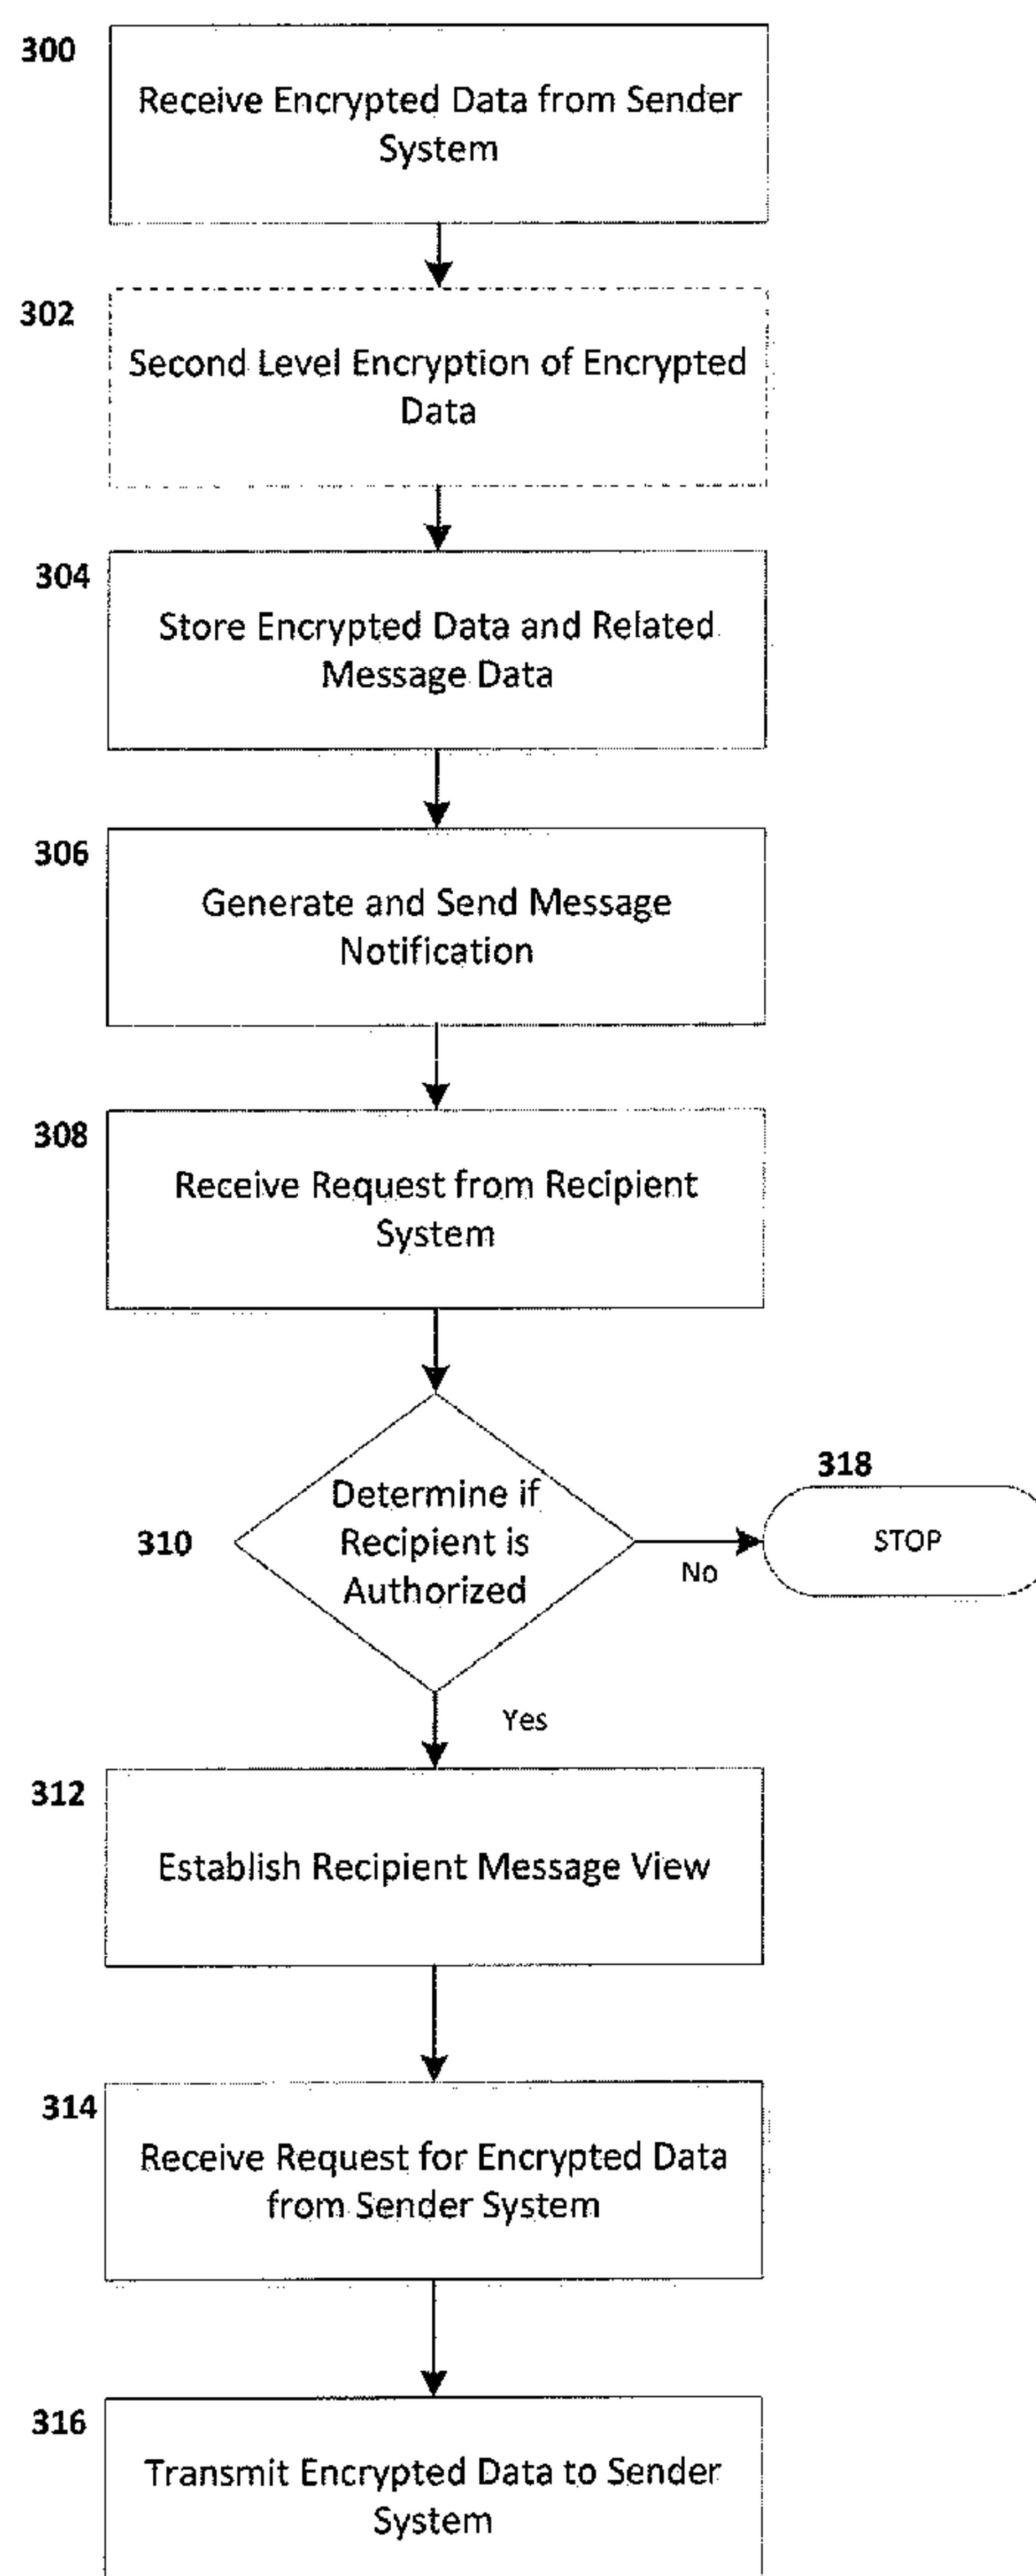 300
Receive Encrypted Data from Sender
System
302
Second Level Encryption of Encrypted
Data
304
Store Encrypted Data and Related
Message Data
306
Generate and Send Message
Notification
308
Receive Request from Recipient
System
310
Determine if
Recipient is
Authorized
318
STOP
No
Yes
312
Establish Recipient Message View
314
Receive Request for Encrypted Data
from Sender System
316
Transmit Encrypted Data to Sender
System